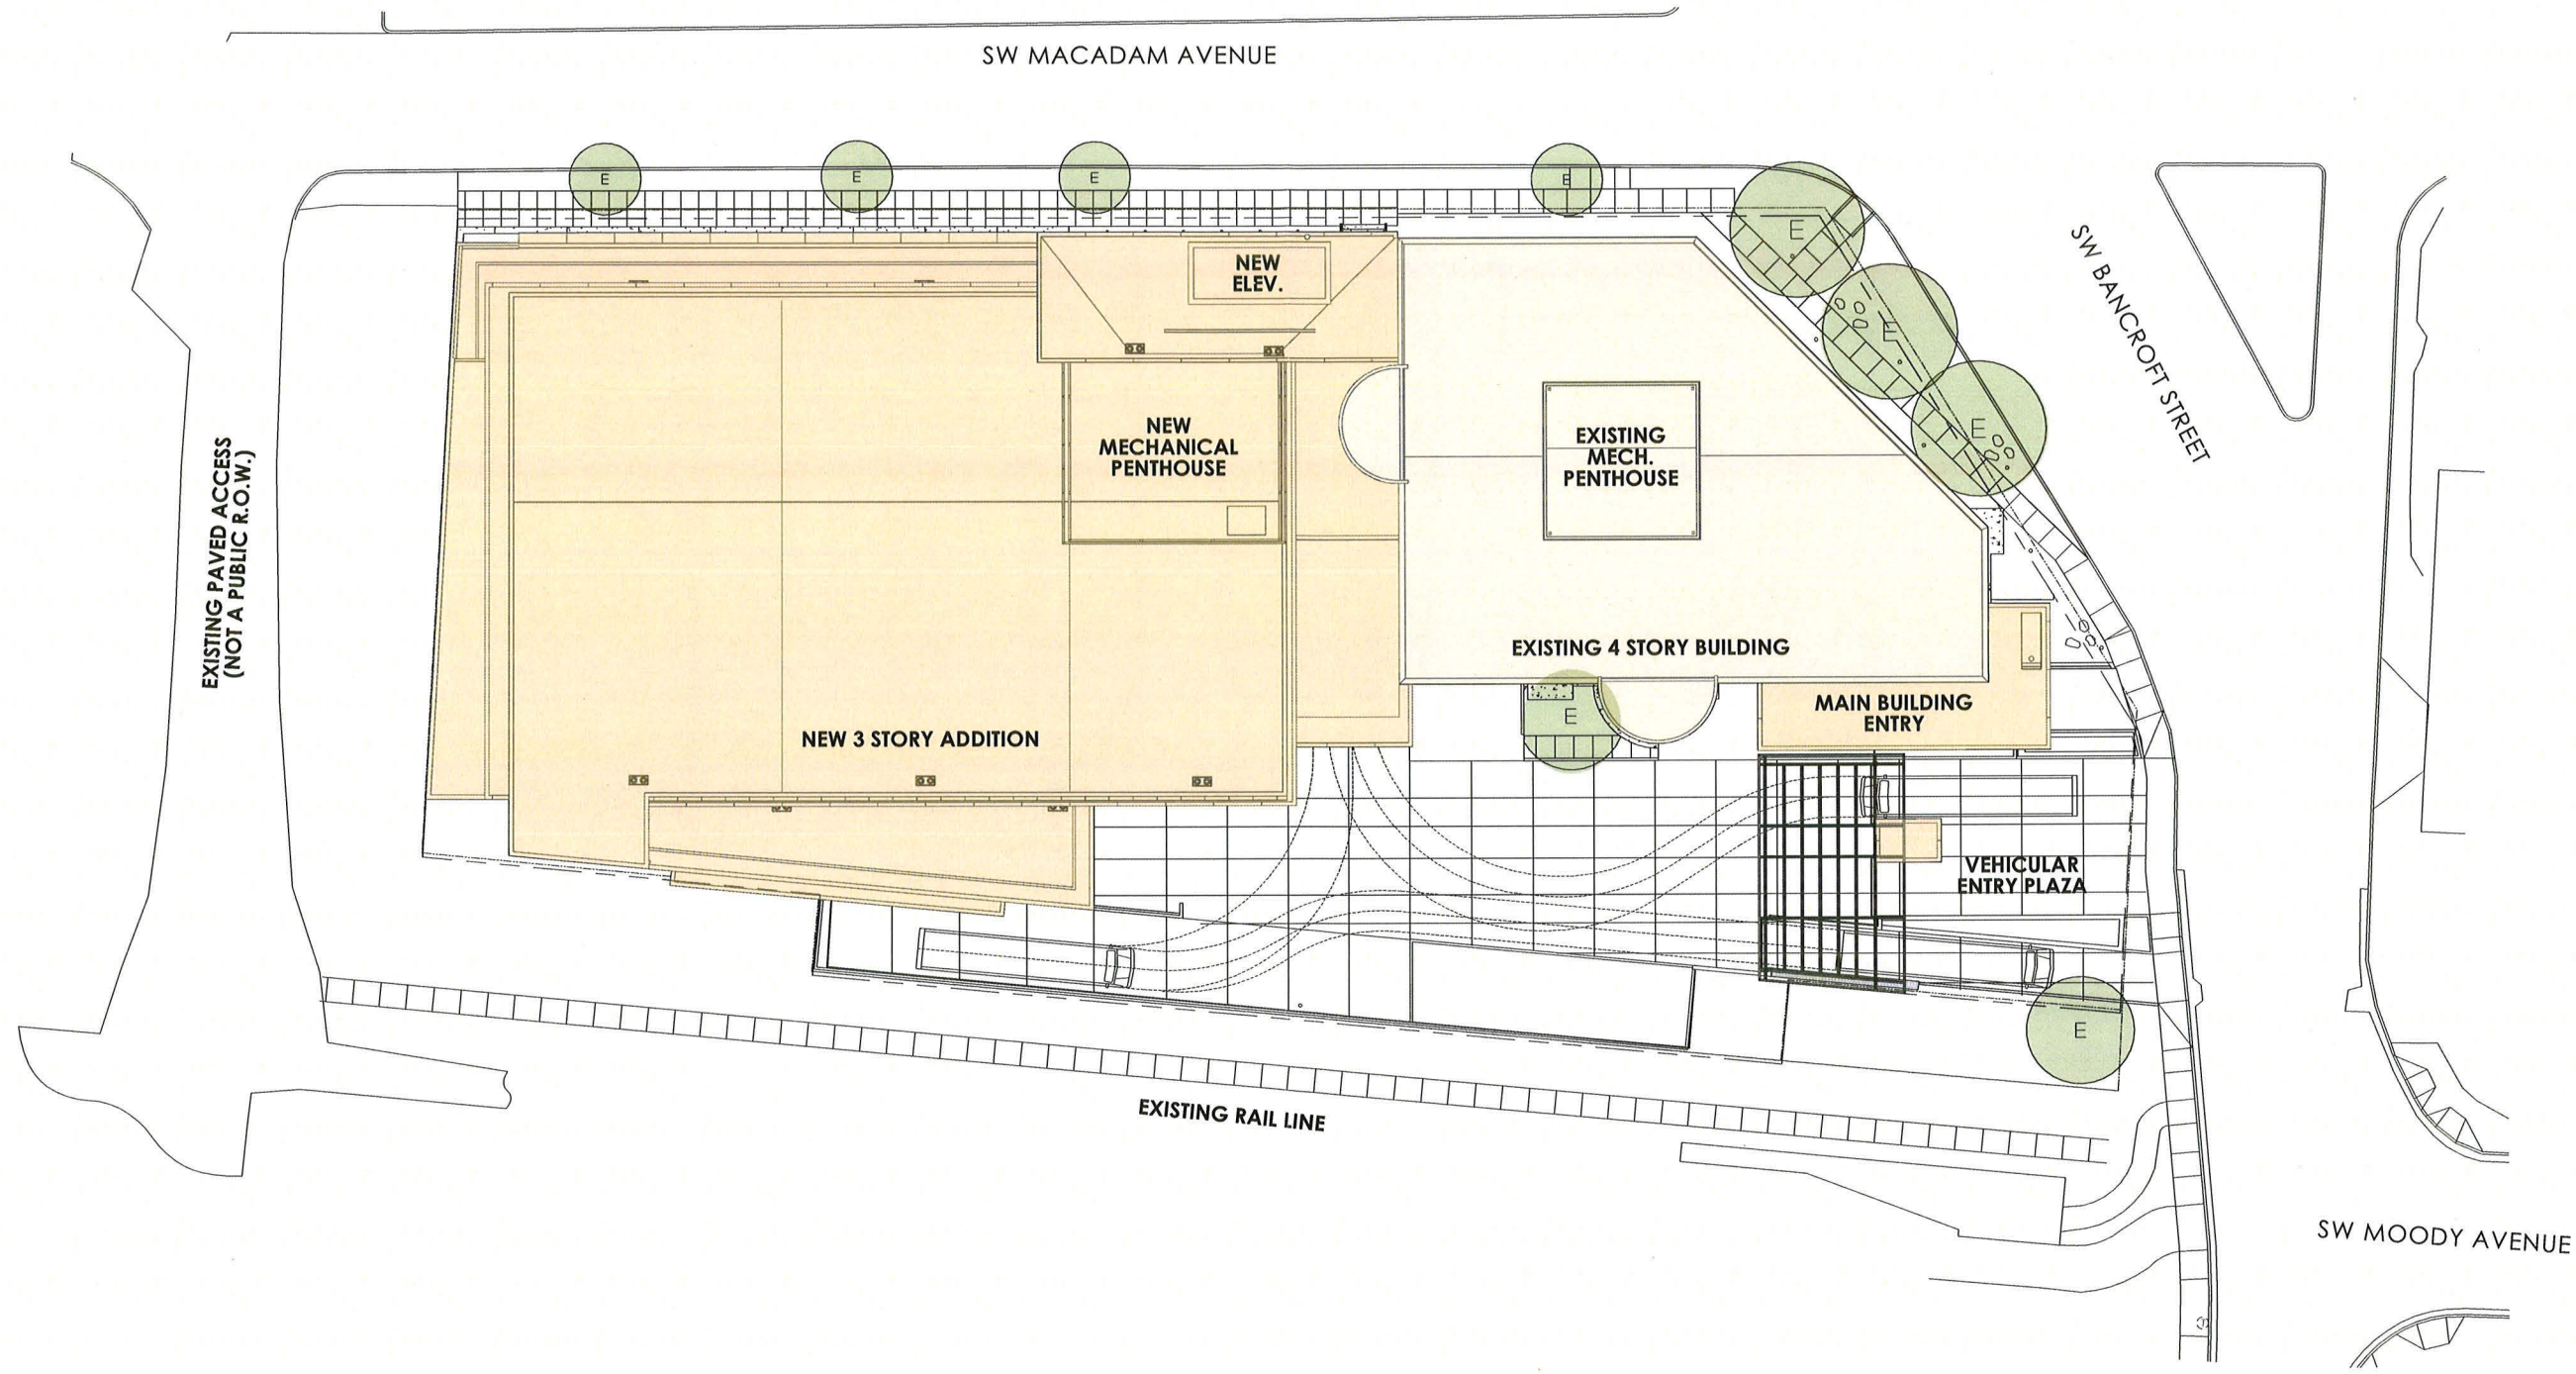 SW MACADAM AVENUE
E
E
E
E
E
E
E
E
E
NEW
ELEV.
SW BANCROFT STREET
NEW
MECHANICAL
PENTHOUSE
EXISTING
MECH.
PENTHOUSE
EXISTING PAVED ACCESS
(NOT A PUBLIC R.O.W.)
EXISTING 4 STORY BUILDING
MAIN BUILDING
ENTRY
NEW 3 STORY ADDITION
VEHICULAR
ENTRY PLAZA
EXISTING RAIL LINE
SW MOODY AVENUE